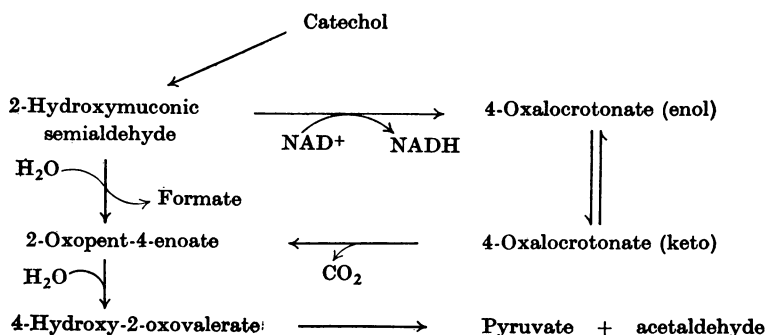 Catechol
2-Hydroxymuconic
semialdehyde
4-Oxalocrotonate (enol)
NAD+
NADH
H₂O
Formate
2-Oxopent-4-enoate
4-Oxalocrotonate (keto)
CO₂
H₂O
4-Hydroxy-2-oxovalerate
Pyruvate + acetaldehyde